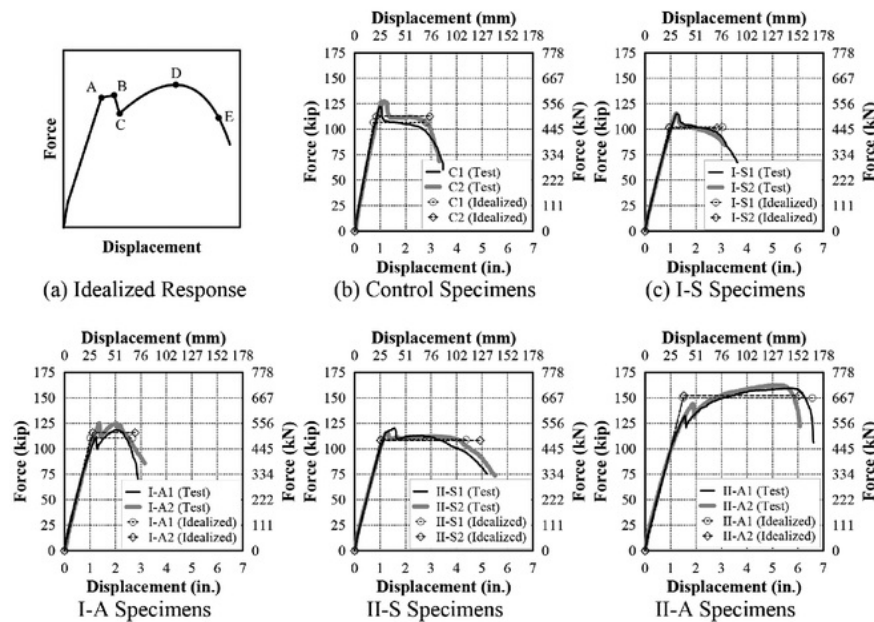 A
B
C
D
E
Force
Displacement
(a) Idealized Response
Displacement (mm)
0 25 51 76 102 127 152 178
175 150 125 100 75 50 25 0
Force (kip)
778 667 556 445 334 222 111 0
Force (kN)
C1 (Test)
C2 (Test)
C1 (Idealized)
C2 (Idealized)
0 1 2 3 4 5 6 7
Displacement (in.)
(b) Control Specimens
Displacement (mm)
0 25 51 76 102 127 152 178
175 150 125 100 75 50 25 0
Force (kip)
778 667 556 445 334 222 111 0
Force (kN)
I-S1 (Test)
I-S2 (Test)
I-S1 (Idealized)
I-S2 (Idealized)
0 1 2 3 4 5 6 7
Displacement (in.)
(c) I-S Specimens
Displacement (mm)
0 25 51 76 102 127 152 178
175 150 125 100 75 50 25 0
Force (kip)
778 667 556 445 334 222 111 0
Force (kN)
I-A1 (Test)
I-A2 (Test)
I-A1 (Idealized)
I-A2 (Idealized)
0 1 2 3 4 5 6 7
Displacement (in.)
I-A Specimens
Displacement (mm)
0 25 51 76 102 127 152 178
175 150 125 100 75 50 25 0
Force (kip)
778 667 556 445 334 222 111 0
Force (kN)
II-S1 (Test)
II-S2 (Test)
II-S1 (Idealized)
II-S2 (Idealized)
0 1 2 3 4 5 6 7
Displacement (in.)
II-S Specimens
Displacement (mm)
0 25 51 76 102 127 152 178
175 150 125 100 75 50 25 0
Force (kip)
778 667 556 445 334 222 111 0
Force (kN)
II-A1 (Test)
II-A2 (Test)
II-A1 (Idealized)
II-A2 (Idealized)
0 1 2 3 4 5 6 7
Displacement (in.)
II-A Specimens